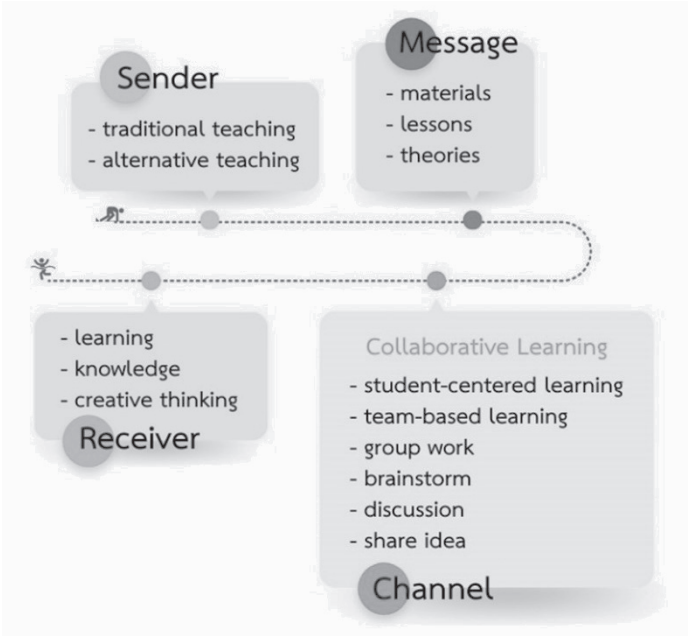 Sender
- traditional teaching
- alternative teaching
Message
- materials
- lessons
- theories
- learning
- knowledge
- creative thinking
Receiver
Collaborative Learning
- student-centered learning
- team-based learning
- group work
- brainstorm
- discussion
- share idea
Channel